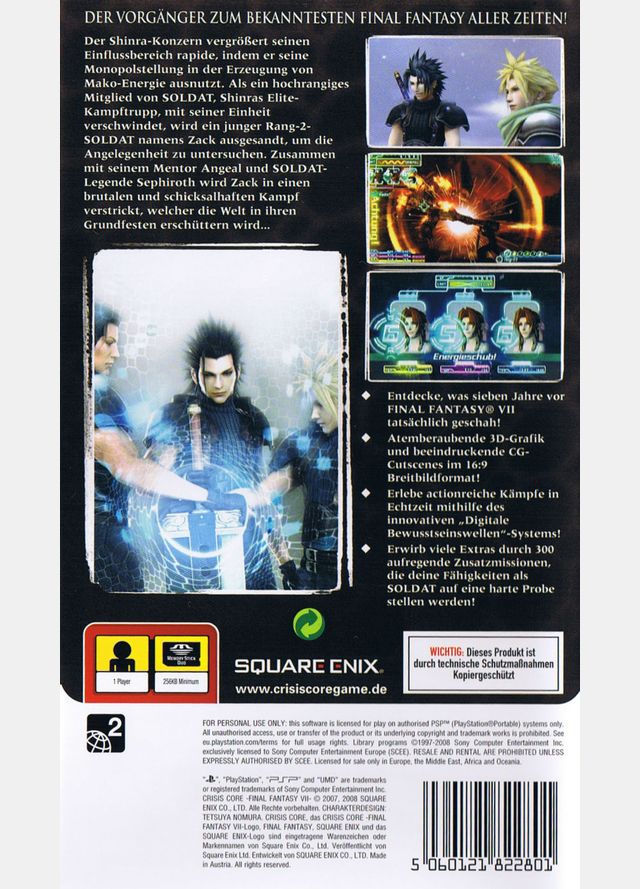 DER VORGÄNGER ZUM BEKANNTESTEN FINAL FANTASY ALLER ZEITEN!
Der Shinra-Konzern vergrößert seinen
Einflussbereich rapide, indem er seine
Monopolstellung in der Erzeugung von
Mako-Energie ausnutzt. Als ein hochrangiges
Mitglied von SOLDAT, Shinras Elite-
Kampftrupp, mit seiner Einheit
verschwindet, wird ein junger Rang-2-
SOLDAT namens Zack ausgesandt, um die
Angelegenheit zu untersuchen. Zusammen
mit seinem Mentor Angeal und SOLDAT-
Legende Sephiroth wird Zack in einen
brutalen und schicksalhaften Kampf
verstrickt, welcher die Welt in ihren
Grundfesten erschüttern wird...
Achtung!
Energieschub!
◆ Entdecke, was sieben Jahre vor
FINAL FANTASY® VII
tatsächlich geschah!
◆ Atemberaubende 3D-Grafik
und beeindruckende CG-
Cutscenes im 16:9
Breitbildformat!
◆ Erlebe actionreiche Kämpfe in
Echtzeit mithilfe des
innovativen „Digitale
Bewusstseinswellen“-Systems!
◆ Erwirb viele Extras durch 300
aufregende Zusatzmissionen,
die deine Fähigkeiten als
SOLDAT auf eine harte Probe
stellen werden!
1 Player
MEMORY STICK
DUO
256KB Minimum
SQUARE ENIX®
www.crisiscoregame.de
WICHTIG: Dieses Produkt ist
durch technische Schutzmaßnahmen
Kopiergeschützt
2
FOR PERSONAL USE ONLY: this software is licensed for play on authorised PSP™ (PlayStation®Portable) systems only.
All unauthorised access, use or transfer of the product or its underlying copyright and trademark works is prohibited. See
eu.playstation.com/terms for full usage rights. Library programs ©1997-2008 Sony Computer Entertainment Inc.
exclusively licensed to Sony Computer Entertainment Europe (SCEE). RESALE AND RENTAL ARE PROHIBITED UNLESS
EXPRESSLY AUTHORISED BY SCEE. Licensed for sale only in Europe, the Middle East, Africa and Oceania.
" ", "PlayStation", "PSP" and "UMD" are trademarks
or registered trademarks of Sony Computer Entertainment Inc.
CRISIS CORE -FINAL FANTASY VII- © 2007, 2008 SQUARE
ENIX CO., LTD. Alle Rechte vorbehalten. CHARAKTERDESIGN:
TETSUYA NOMURA. CRISIS CORE, das CRISIS CORE -FINAL
FANTASY VII-Logo, FINAL FANTASY, SQUARE ENIX und das
SQUARE ENIX-Logo sind eingetragene Warenzeichen oder
Markennamen von Square Enix Co., Ltd. Veröffentlicht von
Square Enix Ltd. Entwickelt von SQUARE ENIX CO., LTD. Made
in Austria. All rights reserved.
5 060121 822801